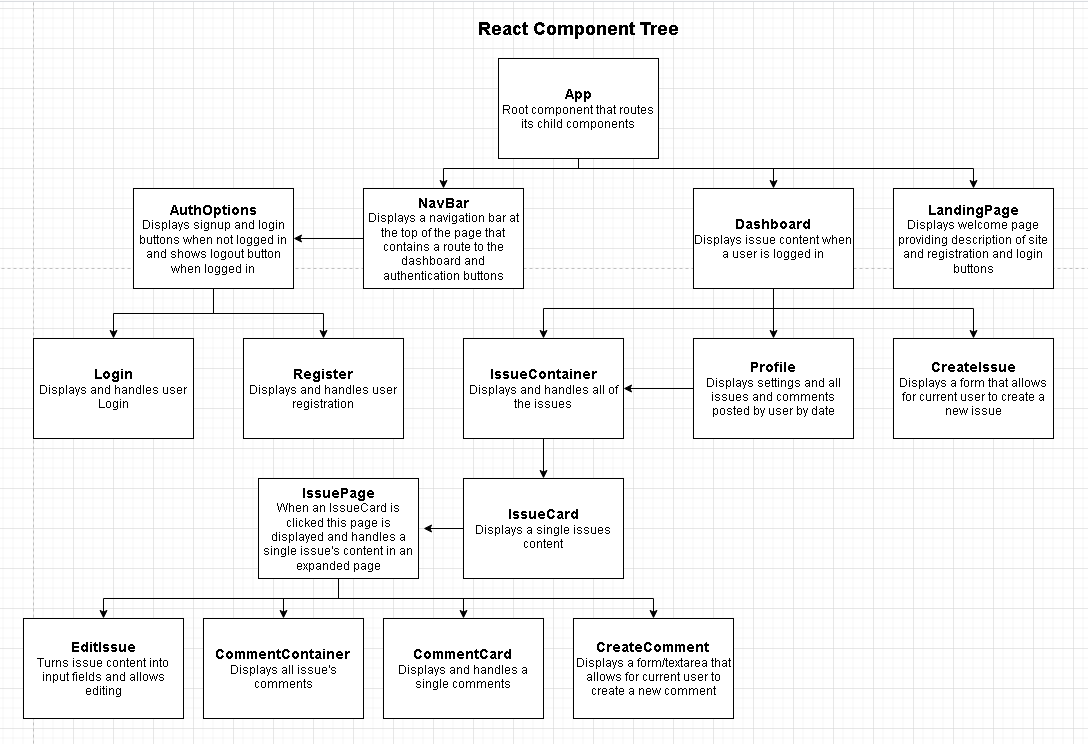 React Component Tree
App
Root component that routes
its child components
AuthOptions
Displays signup and login
buttons when not logged in
and shows logout button
when logged in
NavBar
Displays a navigation bar at
the top of the page that
contains a route to the
dashboard and
authentication buttons
Dashboard
Displays issue content when
a user is logged in
LandingPage
Displays welcome page
providing description of site
and registration and login
buttons
Login
Displays and handles user
Login
Register
Displays and handles user
registration
IssueContainer
Displays and handles all of
the issues
Profile
Displays settings and all
issues and comments
posted by user by date
CreateIssue
Displays a form that allows
for current user to create a
new issue
IssuePage
When an IssueCard is
clicked this page is
displayed and handles a
single issue's content in an
expanded page
IssueCard
Displays a single issues
content
EditIssue
Turns issue content into
input fields and allows
editing
CommentContainer
Displays all issue's
comments
CommentCard
Displays and handles a
single comments
CreateComment
Displays a form/textarea that
allows for current user to
create a new comment